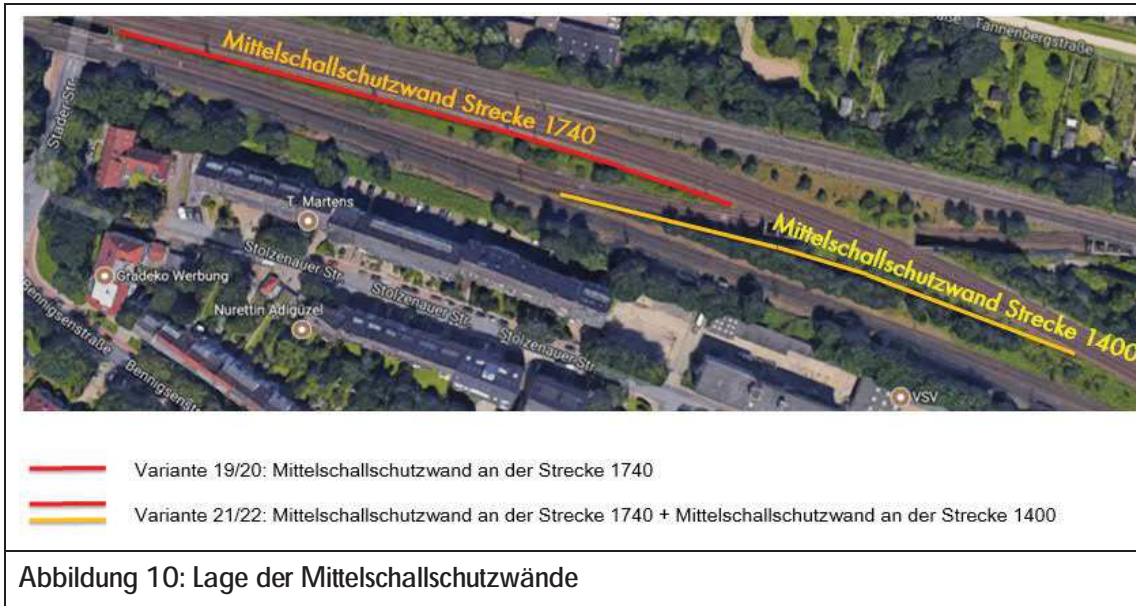 Tannenbergstraße
Mittelschallschutzwand Strecke 1740
Stader Str.
T. Martens
Mittelschallschutzwand Strecke 1400
Stolzenauer Str.
Gradeko Werbung
Stolzenauer Str.
Bennigsenstraße
Nurettin Adigüzel
Stolzenauer Str.
Bennigsenstr.
VSV
Variante 19/20: Mittelschallschutzwand an der Strecke 1740
Variante 21/22: Mittelschallschutzwand an der Strecke 1740 + Mittelschallschutzwand an der Strecke 1400
Abbildung 10: Lage der Mittelschallschutzwände